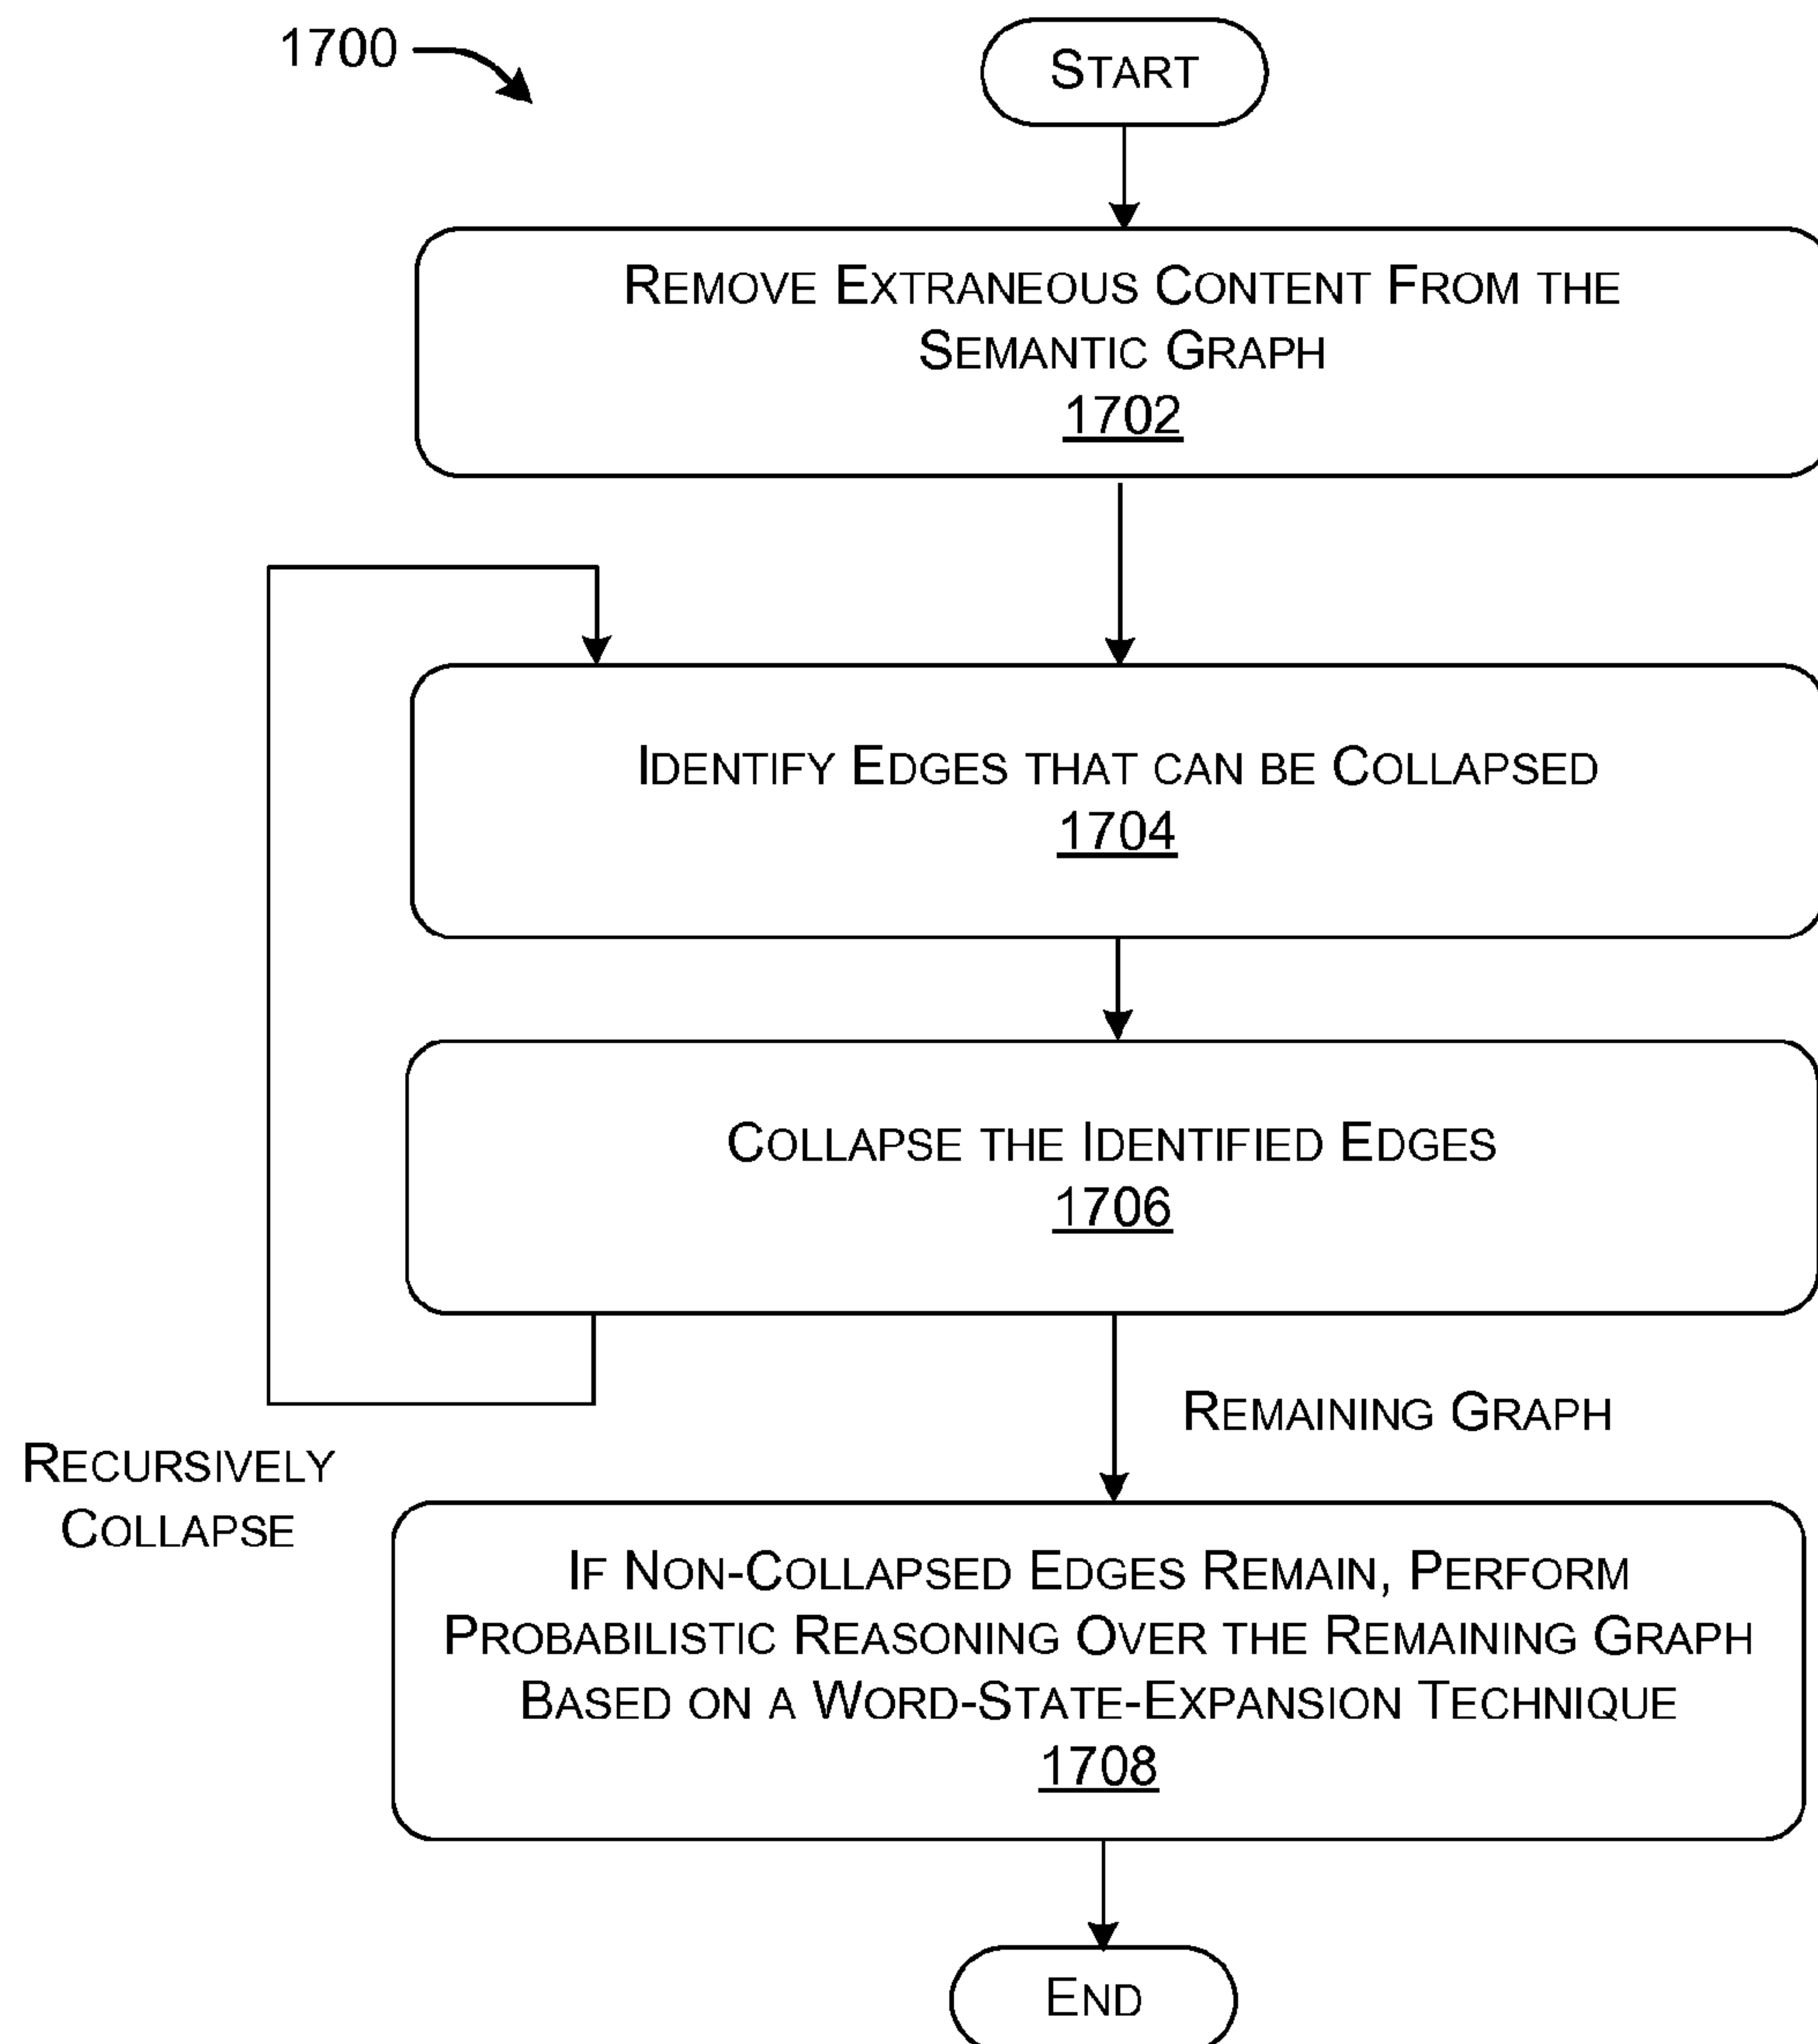 1700
START
REMOVE EXTRANEOUS CONTENT FROM THE
SEMANTIC GRAPH
1702
IDENTIFY EDGES THAT CAN BE COLLAPSED
1704
COLLAPSE THE IDENTIFIED EDGES
1706
REMAINING GRAPH
RECURSIVELY
COLLAPSE
IF NON-COLLAPSED EDGES REMAIN, PERFORM
PROBABILISTIC REASONING OVER THE REMAINING GRAPH
BASED ON A WORD-STATE-EXPANSION TECHNIQUE
1708
END